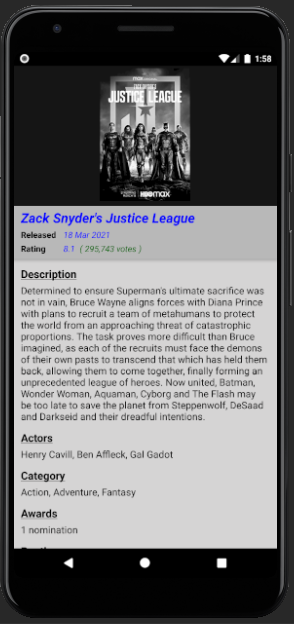 1:58
JUSTICE LEAGUE
HBOMAX
Zack Snyder's Justice League
Released 18 Mar 2021
Rating 8.1 ( 295,743 votes )
Description
Determined to ensure Superman's ultimate sacrifice was
not in vain, Bruce Wayne aligns forces with Diana Prince
with plans to recruit a team of metahumans to protect
the world from an approaching threat of catastrophic
proportions. The task proves more difficult than Bruce
imagined, as each of the recruits must face the demons
of their own pasts to transcend that which has held them
back, allowing them to come together, finally forming an
unprecedented league of heroes. Now united, Batman,
Wonder Woman, Aquaman, Cyborg and The Flash may
be too late to save the planet from Steppenwolf, DeSaad
and Darkseid and their dreadful intentions.
Actors
Henry Cavill, Ben Affleck, Gal Gadot
Category
Action, Adventure, Fantasy
Awards
1 nomination